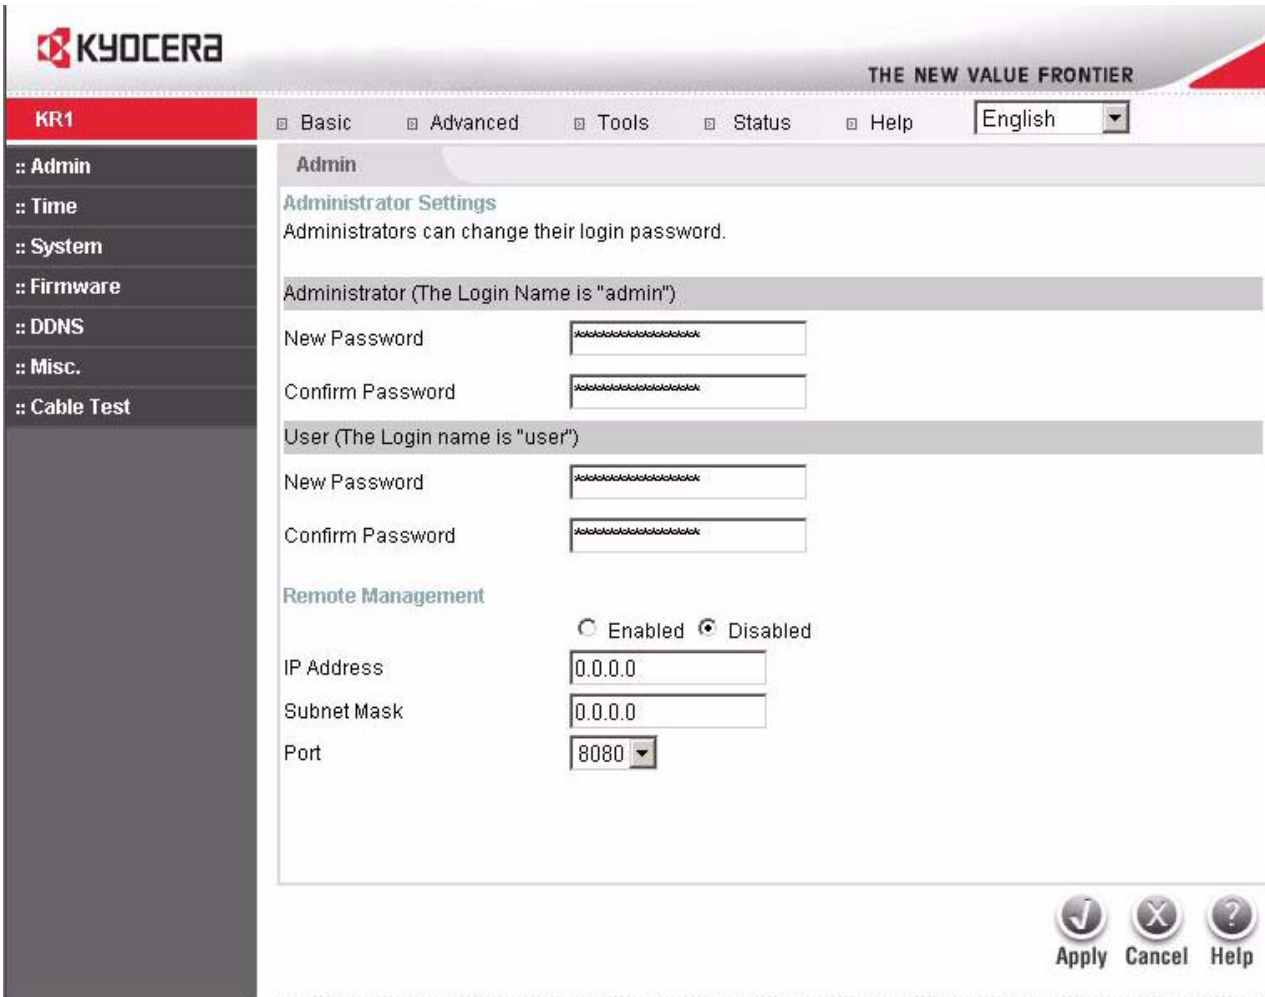 KYOCERA
THE NEW VALUE FRONTIER
KR1
Basic Advanced Tools Status Help English
:: Admin
:: Time
:: System
:: Firmware
:: DDNS
:: Misc.
:: Cable Test
Admin
Administrator Settings
Administrators can change their login password.
Administrator (The Login Name is "admin")
New Password ****************
Confirm Password ****************
User (The Login name is "user")
New Password ****************
Confirm Password ****************
Remote Management
Enabled Disabled
IP Address 0.0.0.0
Subnet Mask 0.0.0.0
Port 8080
Apply Cancel Help